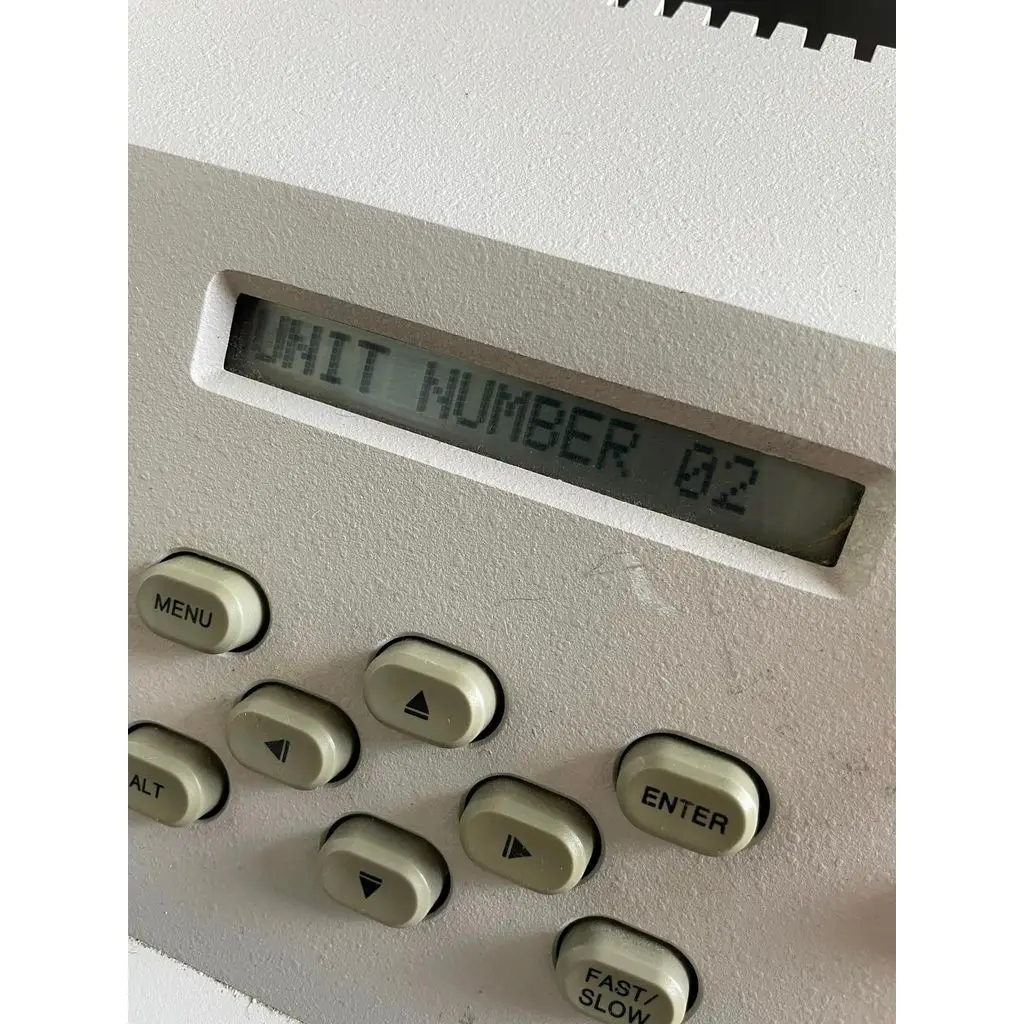 UNIT NUMBER 02
MENU
ALT
ENTER
FAST/
SLOW